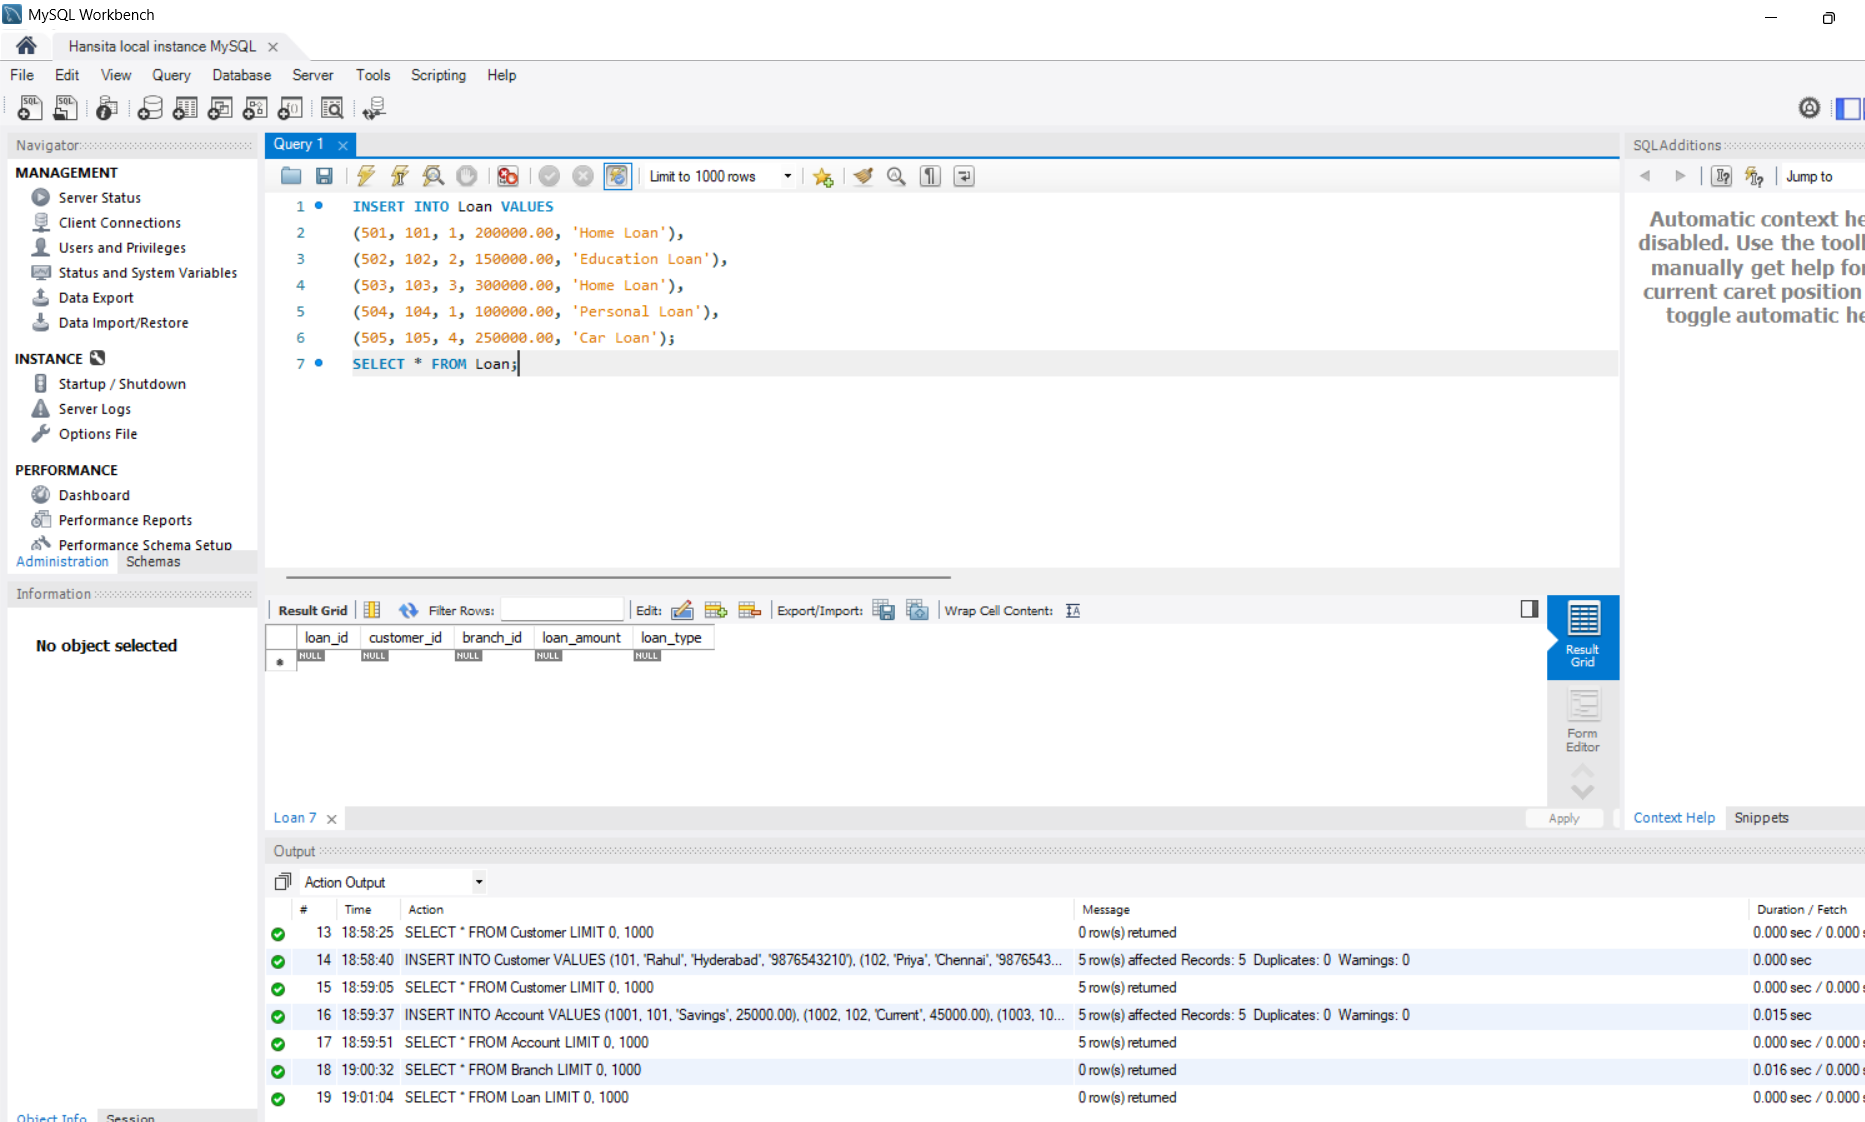 MySQL Workbench
Hansita local instance MySQL
File Edit View Query Database Server Tools Scripting Help
Navigator
MANAGEMENT
Server Status
Client Connections
Users and Privileges
Status and System Variables
Data Export
Data Import/Restore
INSTANCE
Startup / Shutdown
Server Logs
Options File
PERFORMANCE
Dashboard
Performance Reports
Performance Schema Setup
Administration Schemas
Information
No object selected
Object Info Session
Query 1
Limit to 1000 rows
1 INSERT INTO Loan VALUES
2 (501, 101, 1, 200000.00, 'Home Loan'),
3 (502, 102, 2, 150000.00, 'Education Loan'),
4 (503, 103, 3, 300000.00, 'Home Loan'),
5 (504, 104, 1, 100000.00, 'Personal Loan'),
6 (505, 105, 4, 250000.00, 'Car Loan');
7 SELECT * FROM Loan;
Result Grid Filter Rows: Edit: Export/Import: Wrap Cell Content:
loan_id customer_id branch_id loan_amount loan_type
NULL NULL NULL NULL NULL
Result
Grid
Form
Editor
Loan 7
Apply
SQLAdditions
Jump to
Automatic context he
disabled. Use the tool
manually get help for
current caret position
toggle automatic he
Context Help Snippets
Output
Action Output
# Time Action Message Duration / Fetch
13 18:58:25 SELECT * FROM Customer LIMIT 0, 1000 0 row(s) returned 0.000 sec / 0.000 s
14 18:58:40 INSERT INTO Customer VALUES (101, 'Rahul', 'Hyderabad', '9876543210'), (102, 'Priya', 'Chennai', '9876543... 5 row(s) affected Records: 5 Duplicates: 0 Warnings: 0 0.000 sec
15 18:59:05 SELECT * FROM Customer LIMIT 0, 1000 5 row(s) returned 0.000 sec / 0.000 s
16 18:59:37 INSERT INTO Account VALUES (1001, 101, 'Savings', 25000.00), (1002, 102, 'Current', 45000.00), (1003, 10... 5 row(s) affected Records: 5 Duplicates: 0 Warnings: 0 0.015 sec
17 18:59:51 SELECT * FROM Account LIMIT 0, 1000 5 row(s) returned 0.000 sec / 0.000 s
18 19:00:32 SELECT * FROM Branch LIMIT 0, 1000 0 row(s) returned 0.016 sec / 0.000 s
19 19:01:04 SELECT * FROM Loan LIMIT 0, 1000 0 row(s) returned 0.000 sec / 0.000 s